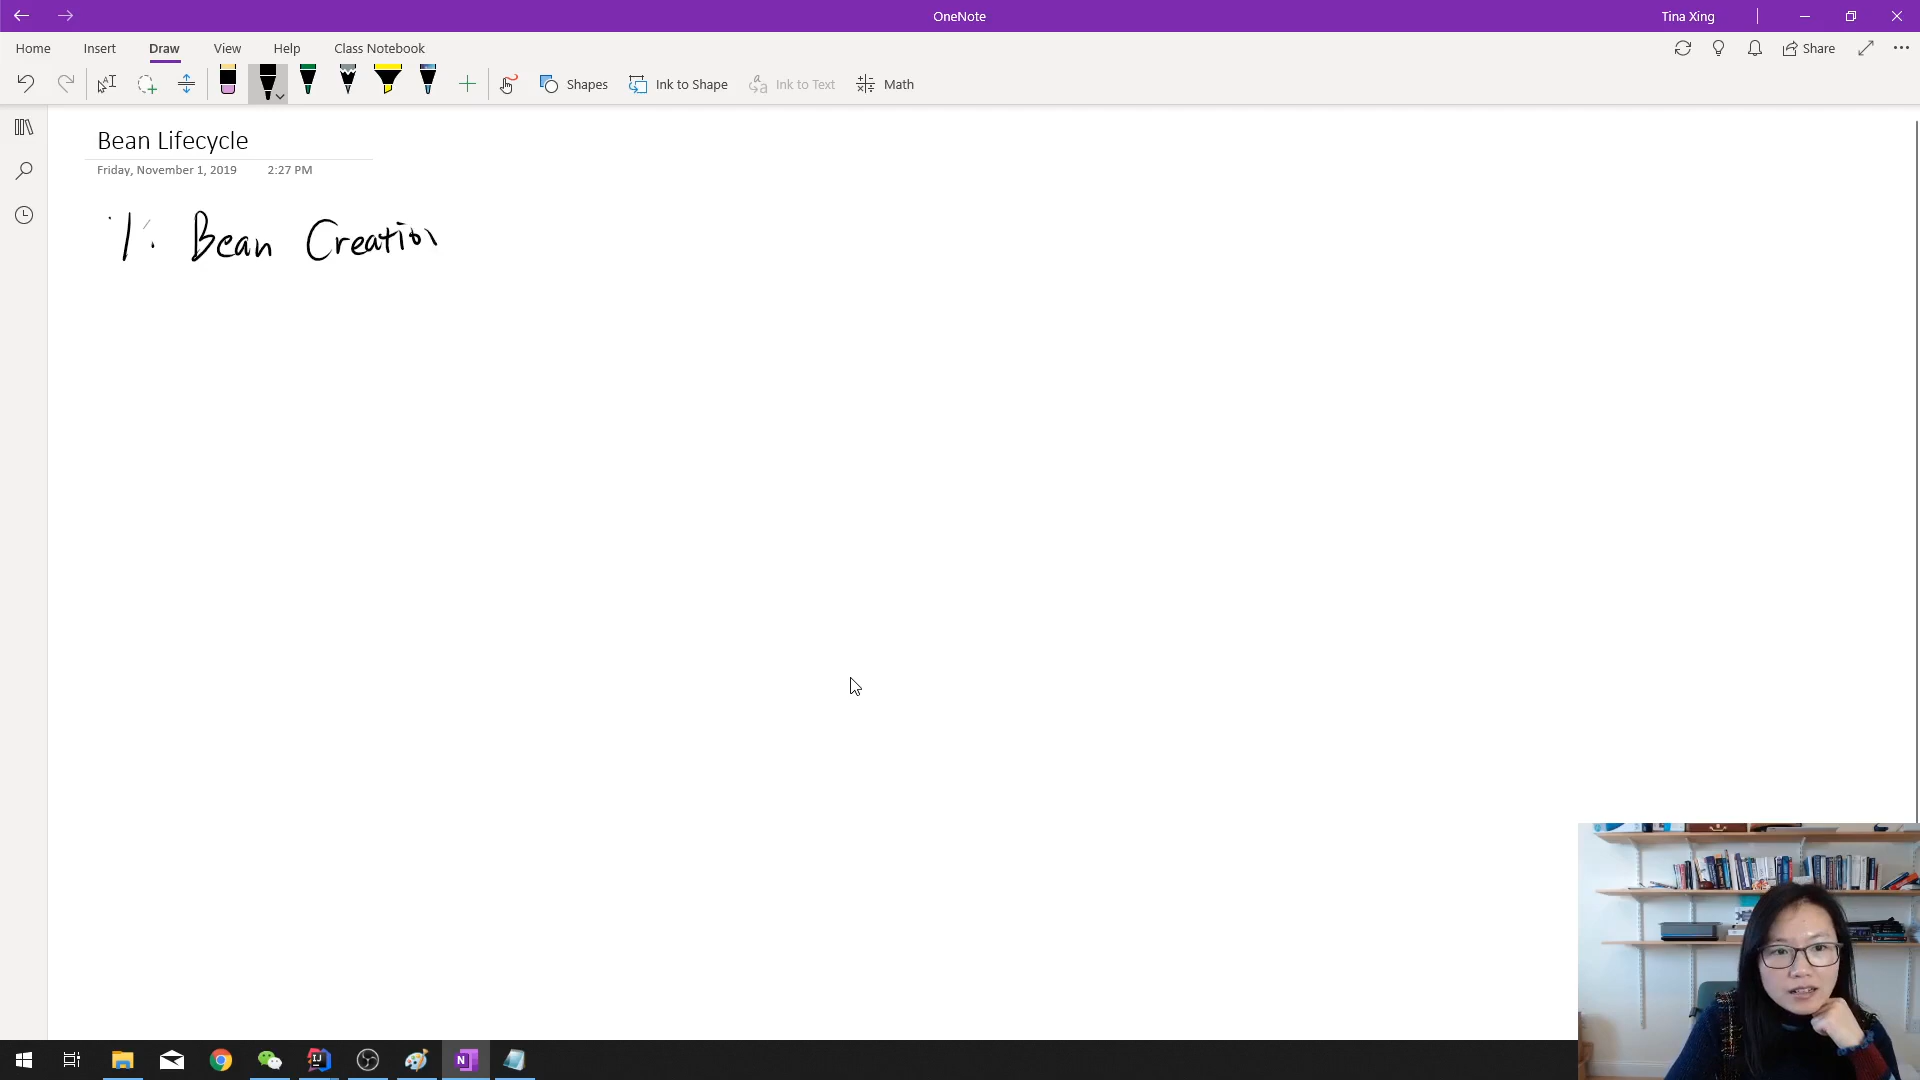 OneNote
Tina Xing
Home Insert Draw View Help Class Notebook
Share
Shapes Ink to Shape Ink to Text Math
Bean Lifecycle
Friday, November 1, 2019 2:27 PM
1: Bean Creation